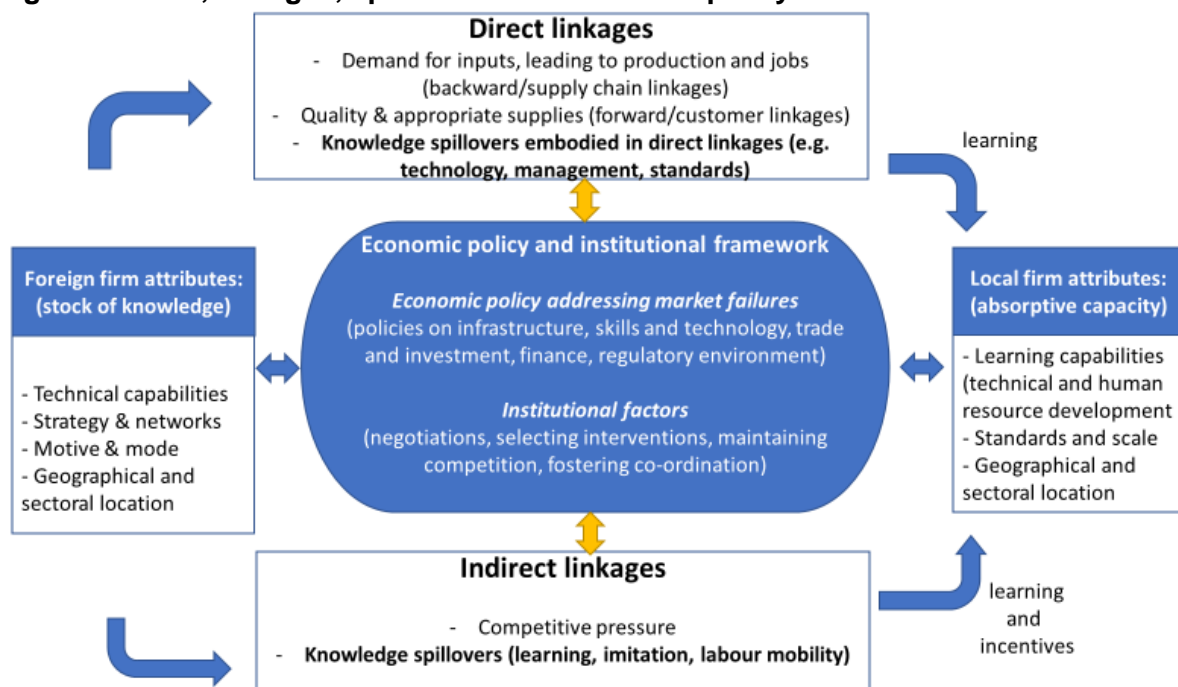 Direct linkages
- Demand for inputs, leading to production and jobs
(backward/supply chain linkages)
- Quality & appropriate supplies (forward/customer linkages)
- Knowledge spillovers embodied in direct linkages (e.g.
technology, management, standards)
learning
Foreign firm attributes:
(stock of knowledge)
- Technical capabilities
- Strategy & networks
- Motive & mode
- Geographical and
sectoral location
Economic policy and institutional framework
Economic policy addressing market failures
(policies on infrastructure, skills and technology, trade
and investment, finance, regulatory environment)
Institutional factors
(negotiations, selecting interventions, maintaining
competition, fostering co-ordination)
Local firm attributes:
(absorptive capacity)
- Learning capabilities
(technical and human
resource development
- Standards and scale
- Geographical and
sectoral location
Indirect linkages
- Competitive pressure
- Knowledge spillovers (learning, imitation, labour mobility)
learning
and
incentives